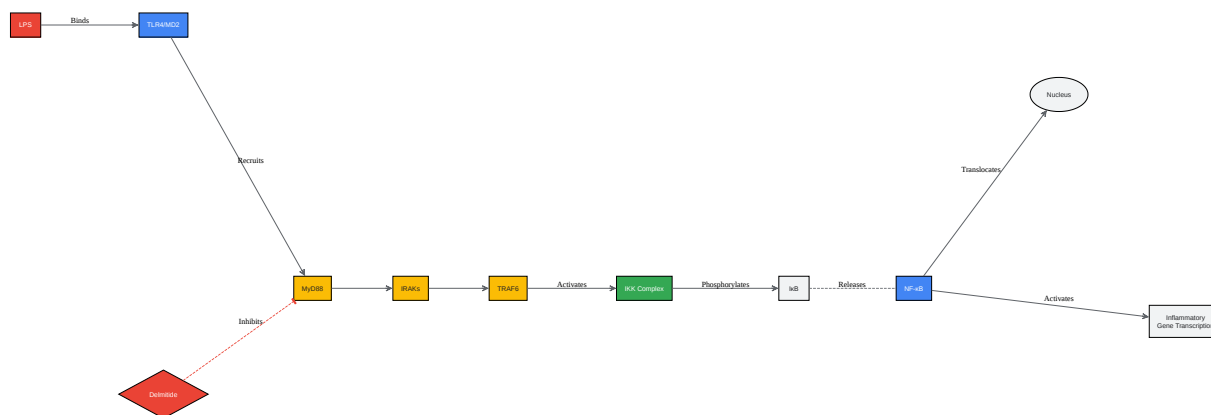 LPS
Binds
TLR4/MD2
Nucleus
Recruits
Translocates
MyD88
IRAKs
TRAF6
Activates
IKK Complex
Phosphorylates
IκB
Releases
NF-κB
Activates
Inflammatory
Gene Transcription
Inhibits
Delmitide